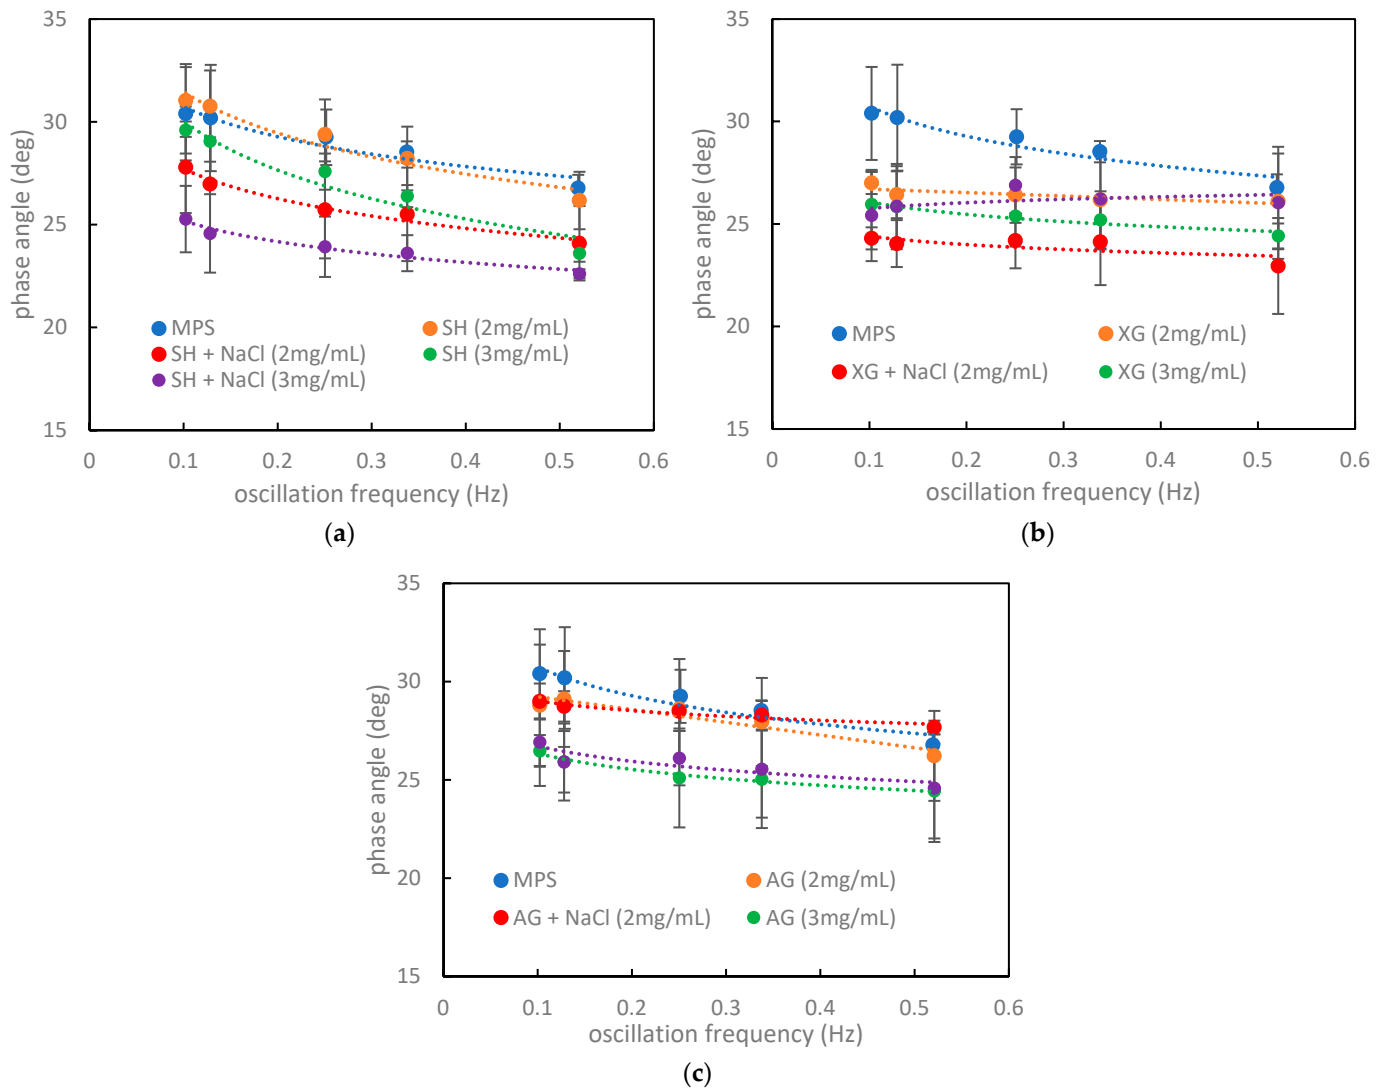 35
30
25
20
15
phase angle (deg)
MPS
SH (2mg/mL)
SH + NaCl (2mg/mL)
SH (3mg/mL)
SH + NaCl (3mg/mL)
0 0.1 0.2 0.3 0.4 0.5 0.6
oscillation frequency (Hz)
(a)
35
30
25
20
15
phase angle (deg)
MPS
XG (2mg/mL)
XG + NaCl (2mg/mL)
XG (3mg/mL)
0 0.1 0.2 0.3 0.4 0.5 0.6
oscillation frequency (Hz)
(b)
35
30
25
20
15
phase angle (deg)
MPS
AG (2mg/mL)
AG + NaCl (2mg/mL)
AG (3mg/mL)
0 0.1 0.2 0.3 0.4 0.5 0.6
oscillation frequency (Hz)
(c)